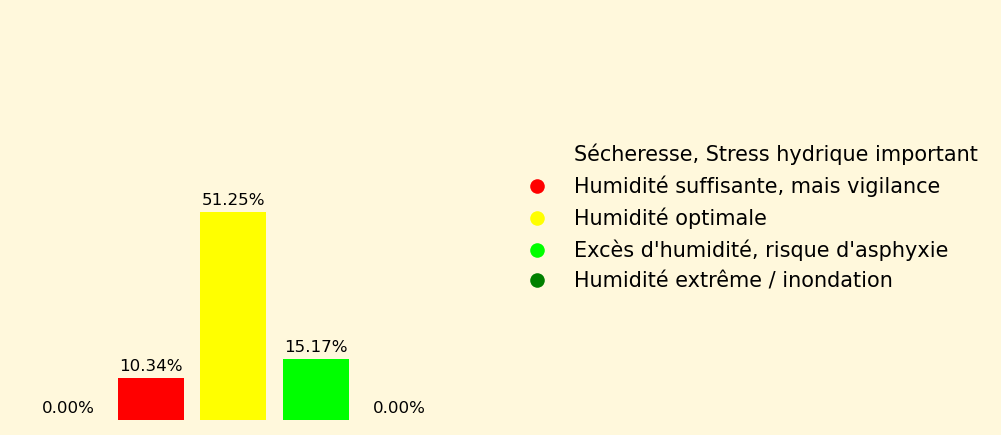 Sécheresse, Stress hydrique important
Humidité suffisante, mais vigilance
51.25%
Humidité optimale
Excès d'humidité, risque d'asphyxie
Humidité extrême / inondation
15.17%
10.34%
0.00%
0.00%